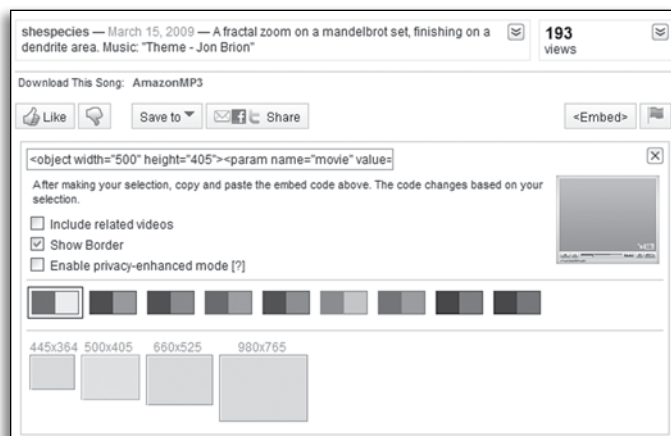 shespecies — March 15, 2009 — A fractal zoom on a mandelbrot set, finishing on a
dendrite area. Music: "Theme - Jon Brion"
193
views
Download This Song: AmazonMP3
Like
Save to
Share
<Embed>
<object width="500" height="405"><param name="movie" value=
After making your selection, copy and paste the embed code above. The code changes based on your
selection.
Include related videos
Show Border
Enable privacy-enhanced mode [?]
445x364 500x405 660x525 980x765